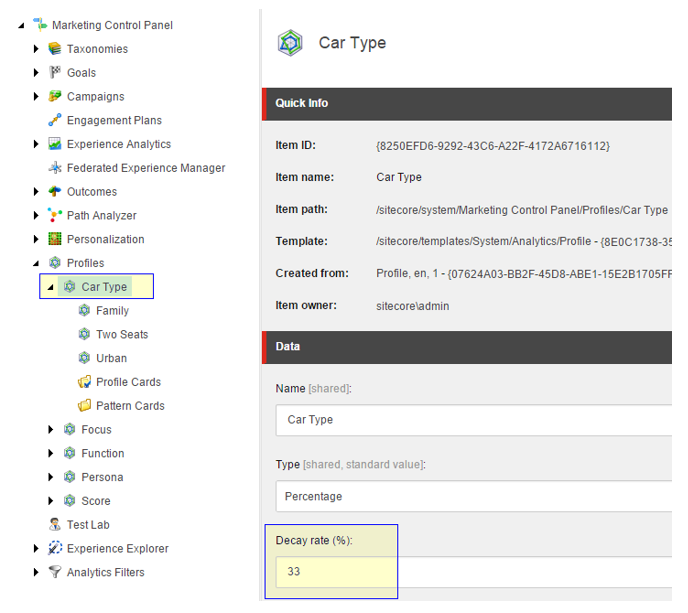 Marketing Control Panel
Taxonomies
Goals
Campaigns
Engagement Plans
Experience Analytics
Federated Experience Manager
Outcomes
Path Analyzer
Personalization
Profiles
Car Type
Family
Two Seats
Urban
Profile Cards
Pattern Cards
Focus
Function
Persona
Score
Test Lab
Experience Explorer
Analytics Filters
Car Type
Quick Info
Item ID: {8250EFD6-9292-43C6-A22F-4172A6716112}
Item name: Car Type
Item path: /sitecore/system/Marketing Control Panel/Profiles/Car Type
Template: /sitecore/templates/System/Analytics/Profile - {8E0C1738-35
Created from: Profile, en, 1 - {07624A03-BB2F-45D8-ABE1-15E2B1705FF
Item owner: sitecore\admin
Data
Name [shared]:
Car Type
Type [shared, standard value]:
Percentage
Decay rate (%):
33